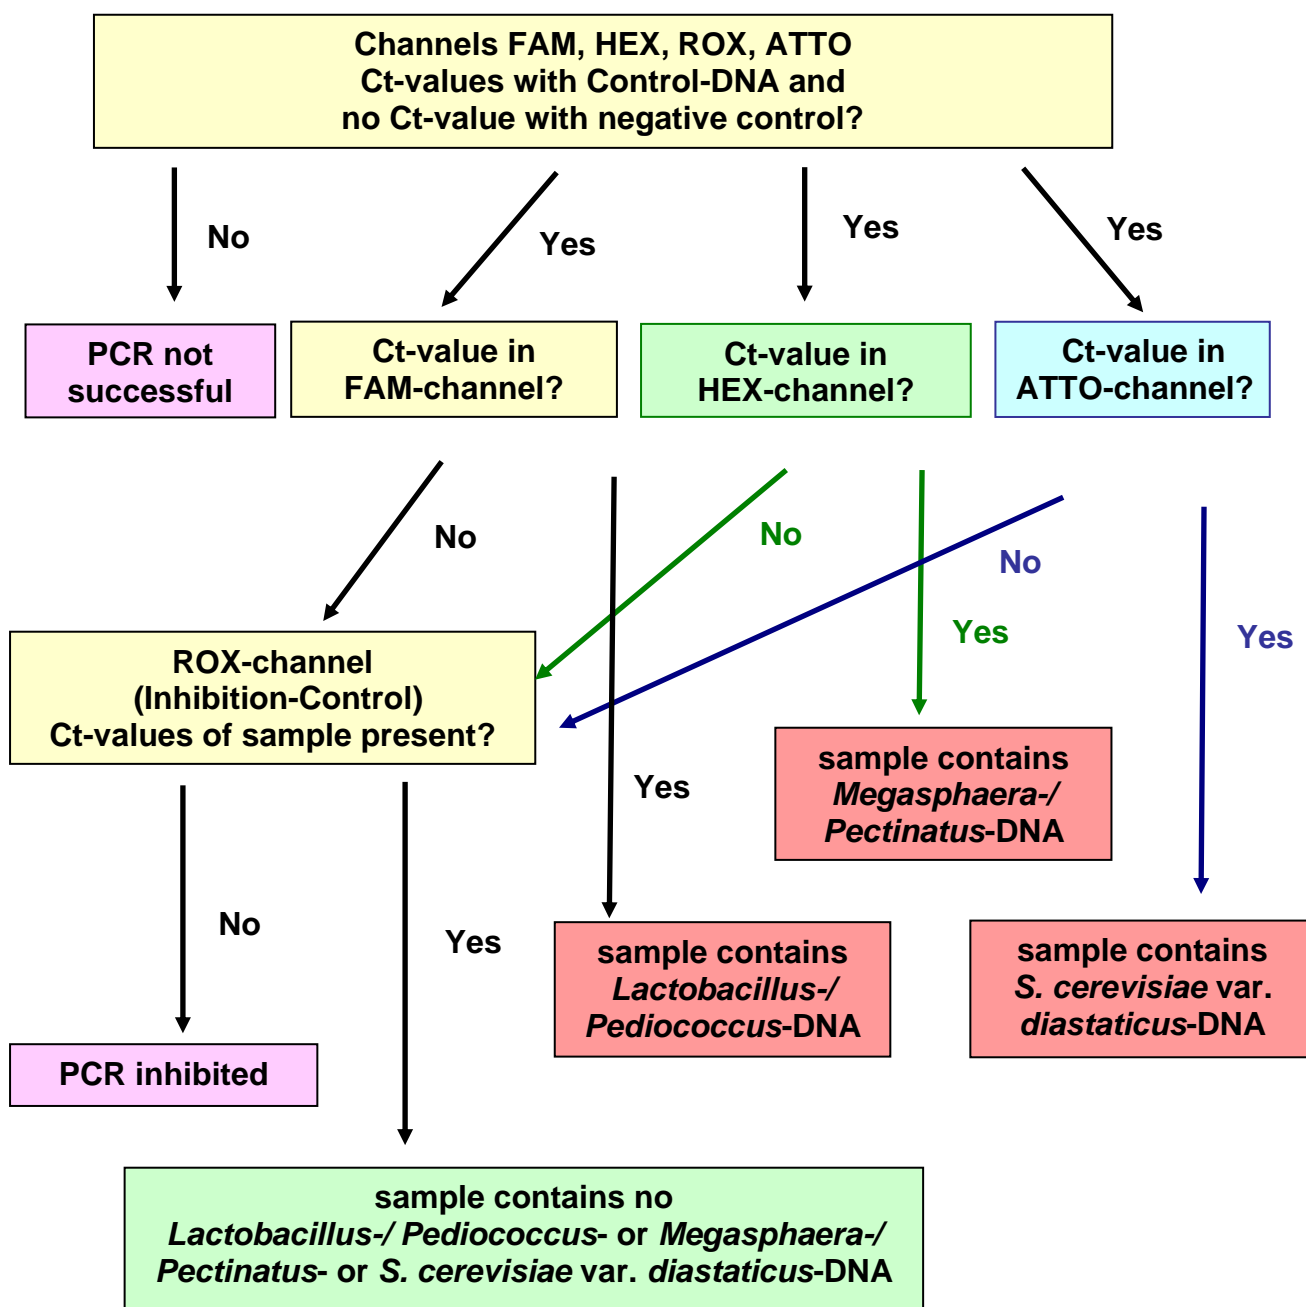 Channels FAM, HEX, ROX, ATTO
Ct-values with Control-DNA and
no Ct-value with negative control?
No
Yes
Yes
Yes
PCR not
successful
Ct-value in
FAM-channel?
Ct-value in
HEX-channel?
Ct-value in
ATTO-channel?
No
No
No
Yes
Yes
ROX-channel
(Inhibition-Control)
Ct-values of sample present?
Yes
sample contains
Megasphaera-/
Pectinatus-DNA
No
Yes
sample contains
Lactobacillus-/
Pediococcus-DNA
sample contains
S. cerevisiae var.
diastaticus-DNA
PCR inhibited
sample contains no
Lactobacillus-/ Pediococcus- or Megasphaera-/
Pectinatus- or S. cerevisiae var. diastaticus-DNA